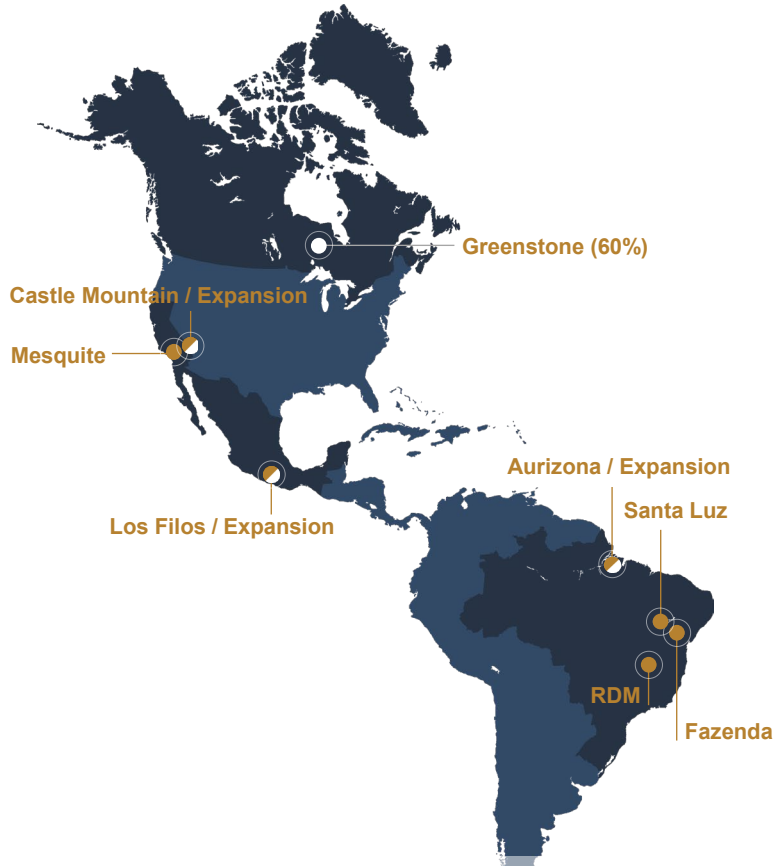 Greenstone (60%)
Castle Mountain / Expansion
Mesquite
Aurizona / Expansion
Santa Luz
Los Filos / Expansion
RDM
Fazenda